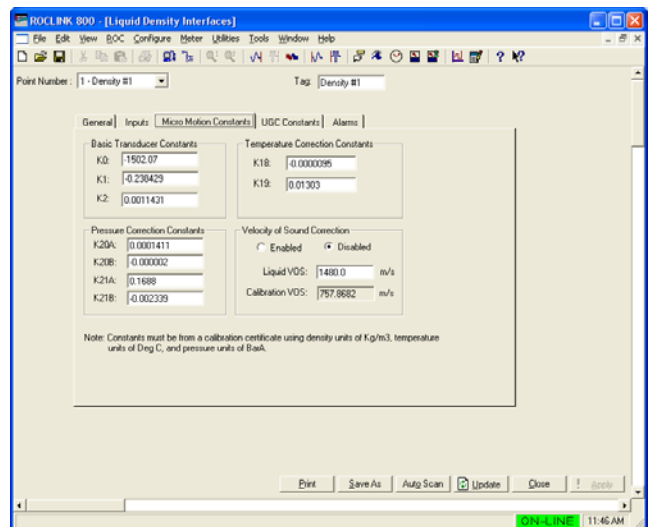 ROCLINK 800 - [Liquid Density Interfaces]
File Edit View ROC Configure Meter Utilities Tools Window Help
Point Number: 1 - Density #1 Tag: Density #1
General Inputs Micro Motion Constants UGC Constants Alarms
Basic Transducer Constants
K0: -1502.07
K1: -0.238429
K2: 0.0011431
Temperature Correction Constants
K18: -0.0000095
K19: 0.01303
Pressure Correction Constants
K20A: 0.0001411
K20B: -0.000002
K21A: 0.1688
K21B: -0.002339
Velocity of Sound Correction
Enabled Disabled
Liquid VOS: 1480.0 m/s
Calibration VOS: 757.8682 m/s
Note: Constants must be from a calibration certificate using density units of Kg/m3, temperature
units of Deg C, and pressure units of BarA.
Print Save As Auto Scan Update Close ! Apply
ON-LINE 11:46 AM